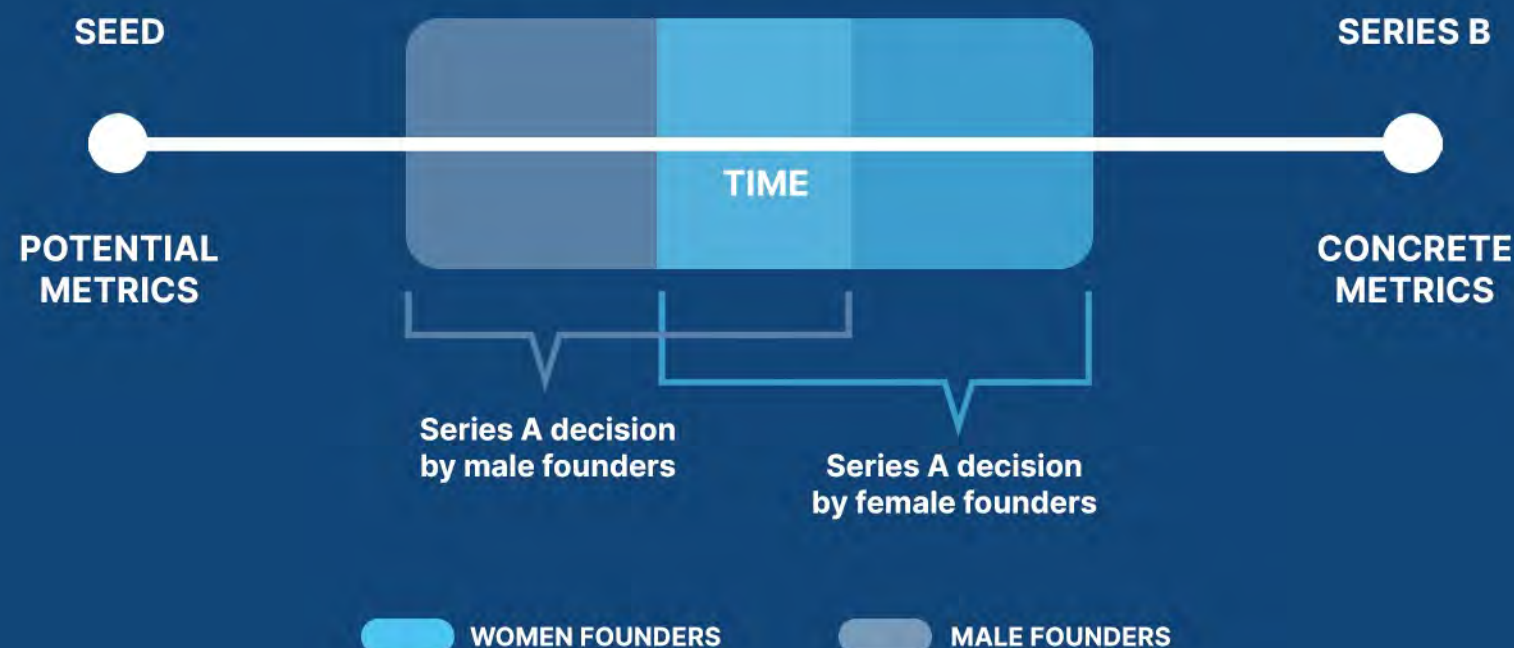 SEED
SERIES B
TIME
POTENTIAL
METRICS
CONCRETE
METRICS
Series A decision
by male founders
Series A decision
by female founders
WOMEN FOUNDERS
MALE FOUNDERS